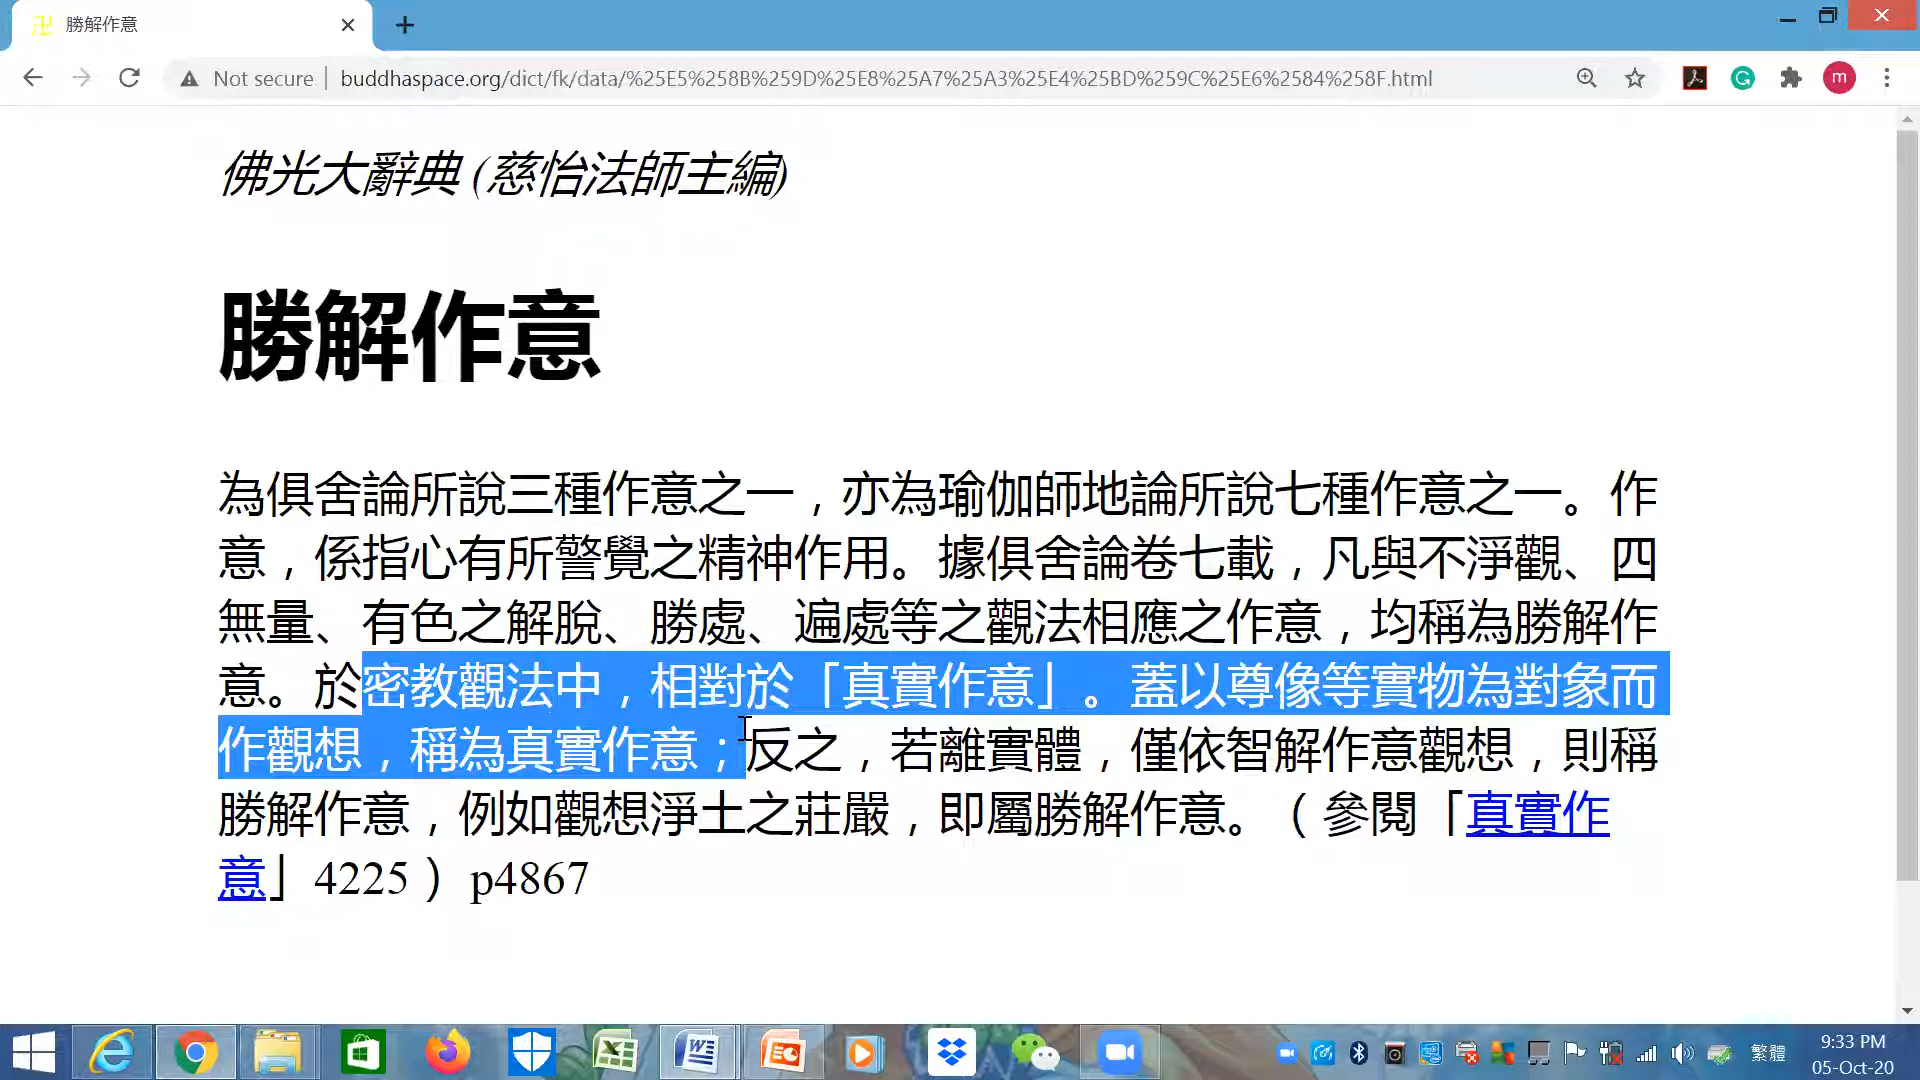 勝解作意
Not secure
buddhaspace.org/dict/fk/data/%25E5%258B%259D%25E8%25A7%25A3%25E4%25BD%259C%25E6%2584%258F.html
m
佛光大辭典 (慈怡法師主編)
勝解作意
為俱舍論所說三種作意之一，亦為瑜伽師地論所說七種作意之一。作
意，係指心有所警覺之精神作用。據俱舍論卷七載，凡與不淨觀、四
無量、有色之解脫、勝處、遍處等之觀法相應之作意，均稱為勝解作
意。於密教觀法中，相對於「真實作意」。蓋以尊像等實物為對象而
作觀想，稱為真實作意；反之，若離實體，僅依智解作意觀想，則稱
勝解作意，例如觀想淨土之莊嚴，即屬勝解作意。（參閱「真實作
意」4225）p4867
繁體
9:33 PM
05-Oct-20